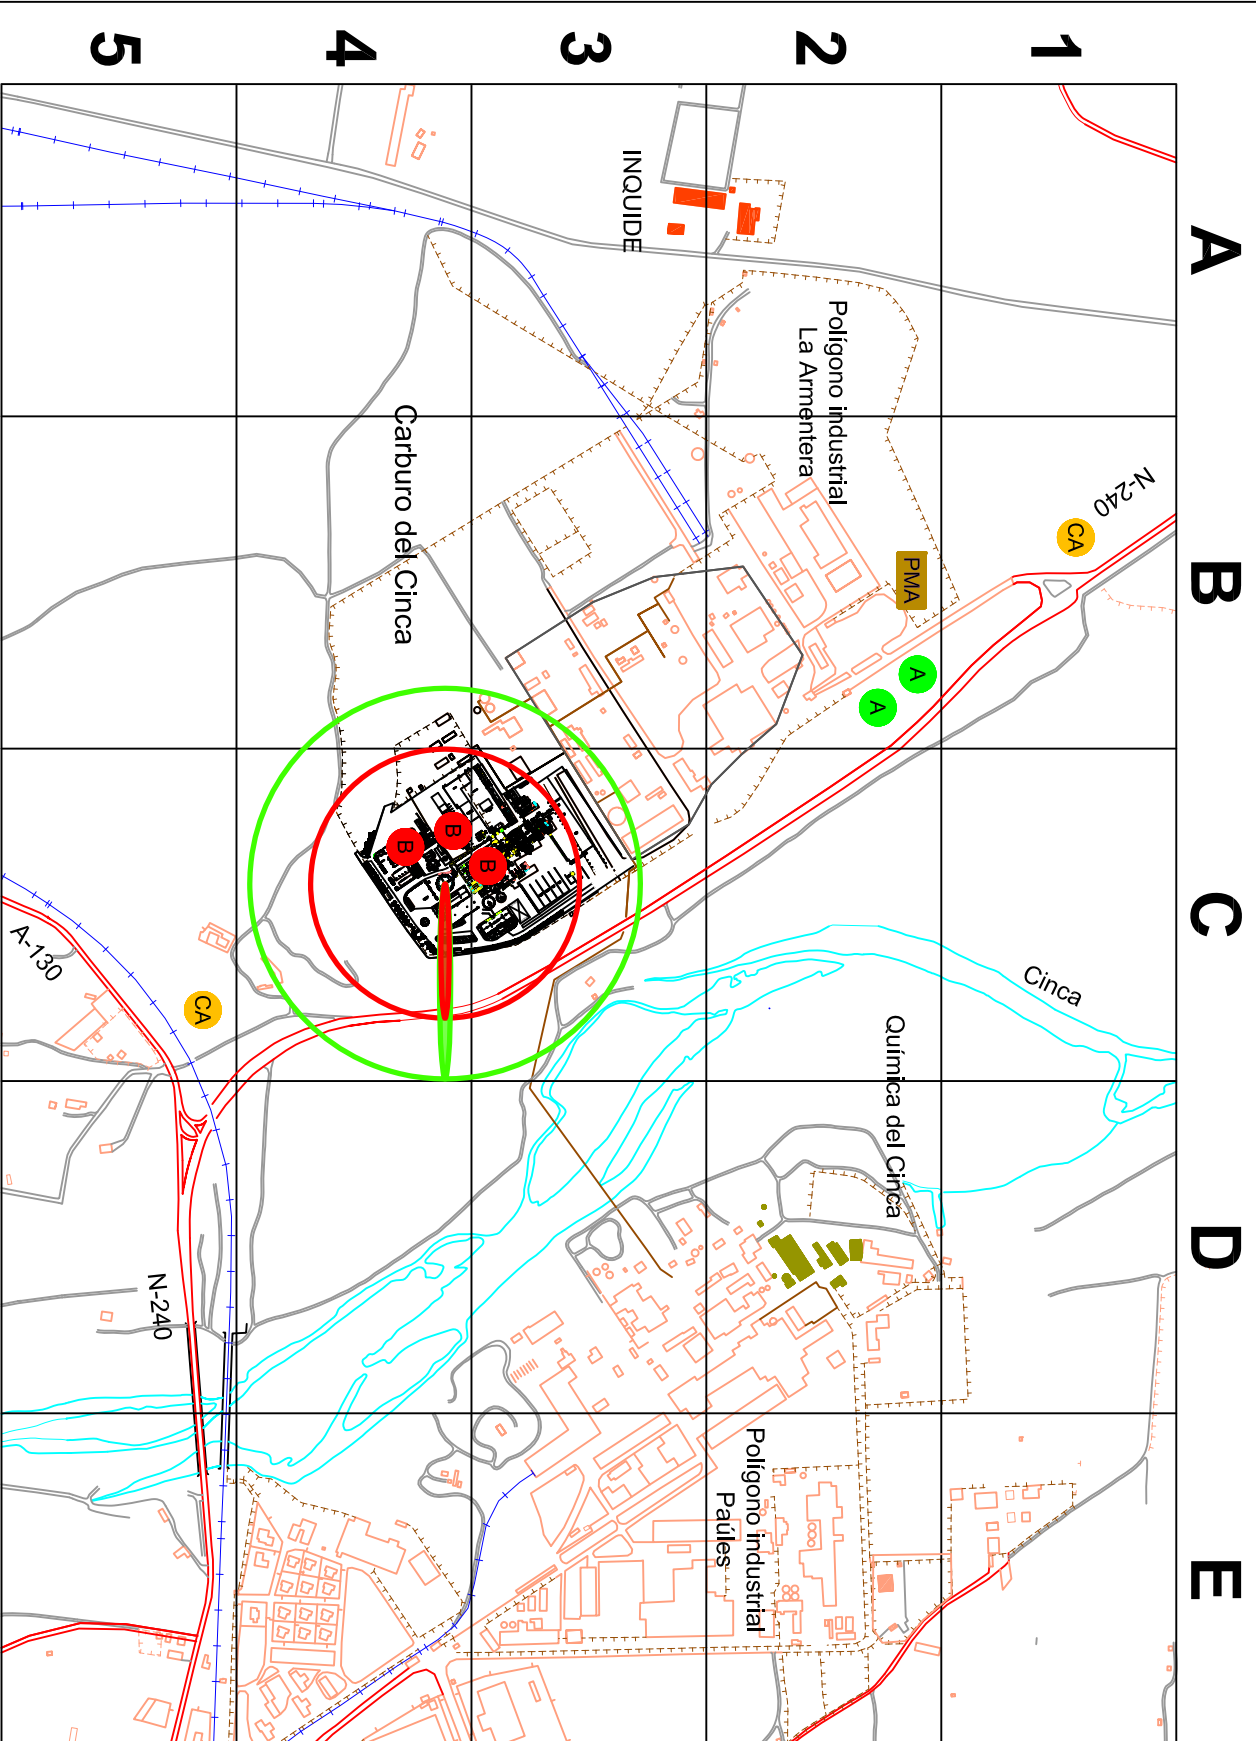 5
4
3
2
1
A
B
C
D
E
INQUIDE
Polígono industrial
La Armentera
Carburo del Cinca
N-240
CA
PMA
A
A
B
B
B
Cinca
A-130
CA
Química del Cinca
N-240
Polígono industrial
Paúles